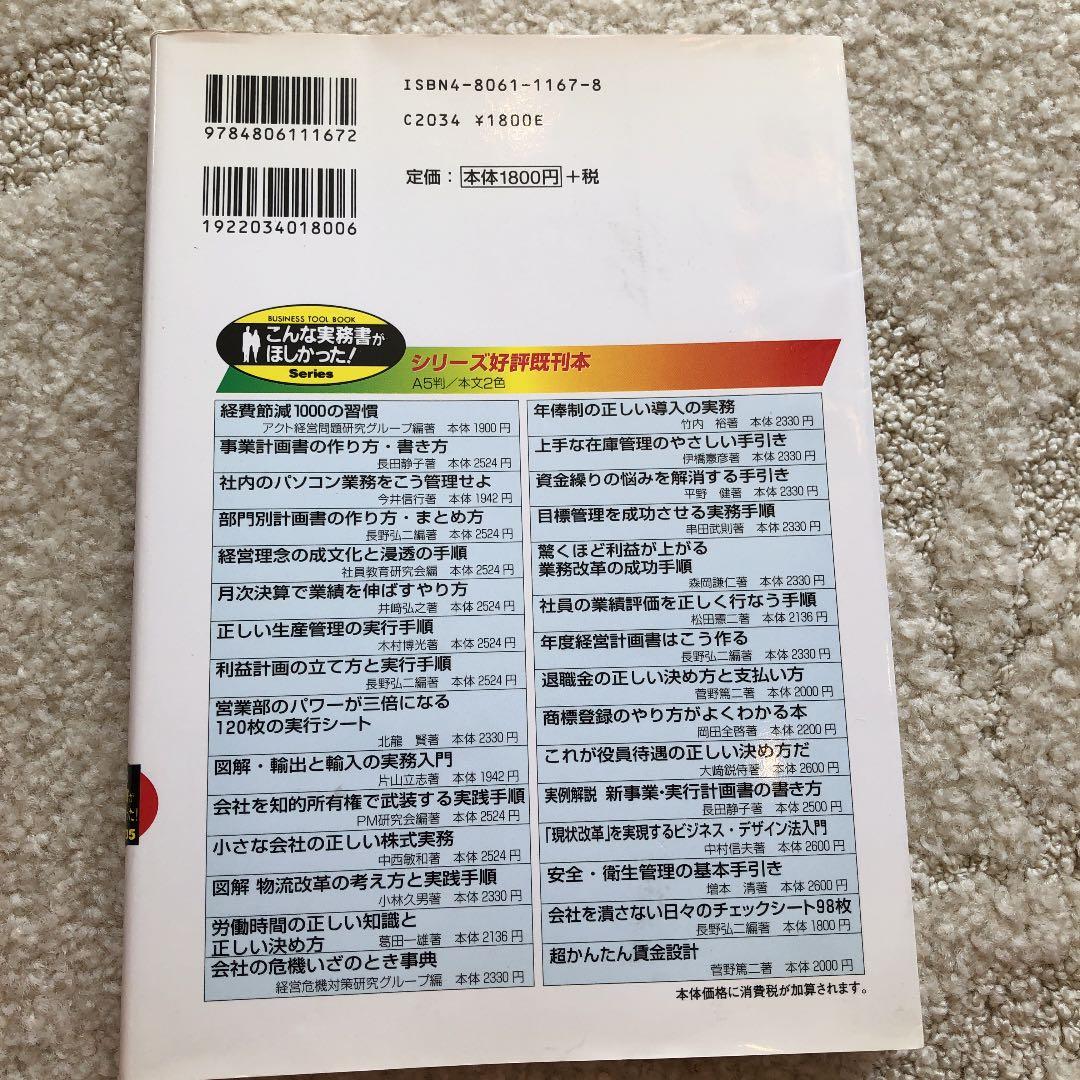 ISBN4-8061-1167-8
C2034 ¥1800E
9784806111672
定価：本体1800円+税
1922034018006
BUSINESS TOOL BOOK
こんな実務書が
ほしかった！
Series
シリーズ好評既刊本
A5判／本文2色
経費節減1000の習慣
アクト経営問題研究グループ編著 本体1900円
事業計画書の作り方・書き方
長田静子著 本体2524円
社内のパソコン業務をこう管理せよ
今井信行著 本体1942円
部門別計画書の作り方・まとめ方
長野弘二編著 本体2524円
経営理念の成文化と浸透の手順
社員教育研究会編 本体2524円
月次決算で業績を伸ばすやり方
井﨑弘之著 本体2524円
正しい生産管理の実行手順
木村博光著 本体2524円
利益計画の立て方と実行手順
長野弘二編著 本体2524円
営業部のパワーが三倍になる
120枚の実行シート
北龍 賢著 本体2330円
図解・輸出と輸入の実務入門
片山立志著 本体1942円
会社を知的所有権で武装する実践手順
PM研究会編著 本体2524円
小さな会社の正しい株式実務
中西敏和著 本体2524円
図解 物流改革の考え方と実践手順
小林久男著 本体2330円
労働時間の正しい知識と
正しい決め方 葛田一雄著 本体2136円
会社の危機いざのとき事典
経営危機対策研究グループ編 本体2330円
年俸制の正しい導入の実務
竹内 裕著 本体2330円
上手な在庫管理のやさしい手引き
伊橋憲彦著 本体2330円
資金繰りの悩みを解消する手引き
平野 健著 本体2330円
目標管理を成功させる実務手順
串田武則著 本体2330円
驚くほど利益が上がる
業務改革の成功手順
森岡謙仁著 本体2330円
社員の業績評価を正しく行なう手順
松田憲二著 本体2136円
年度経営計画書はこう作る
長野弘二編著 本体2330円
退職金の正しい決め方と支払い方
菅野篤二著 本体2000円
商標登録のやり方がよくわかる本
岡田全啓著 本体2200円
これが役員待遇の正しい決め方だ
大﨑鋭侍著 本体2600円
実例解説 新事業・実行計画書の書き方
長田静子著 本体2500円
「現状改革」を実現するビジネス・デザイン法入門
中村信夫著 本体2600円
安全・衛生管理の基本手引き
増本 清著 本体2600円
会社を潰さない日々のチェックシート98枚
長野弘二編著 本体1800円
超かんたん賃金設計
菅野篤二著 本体2000円
本体価格に消費税が加算されます。